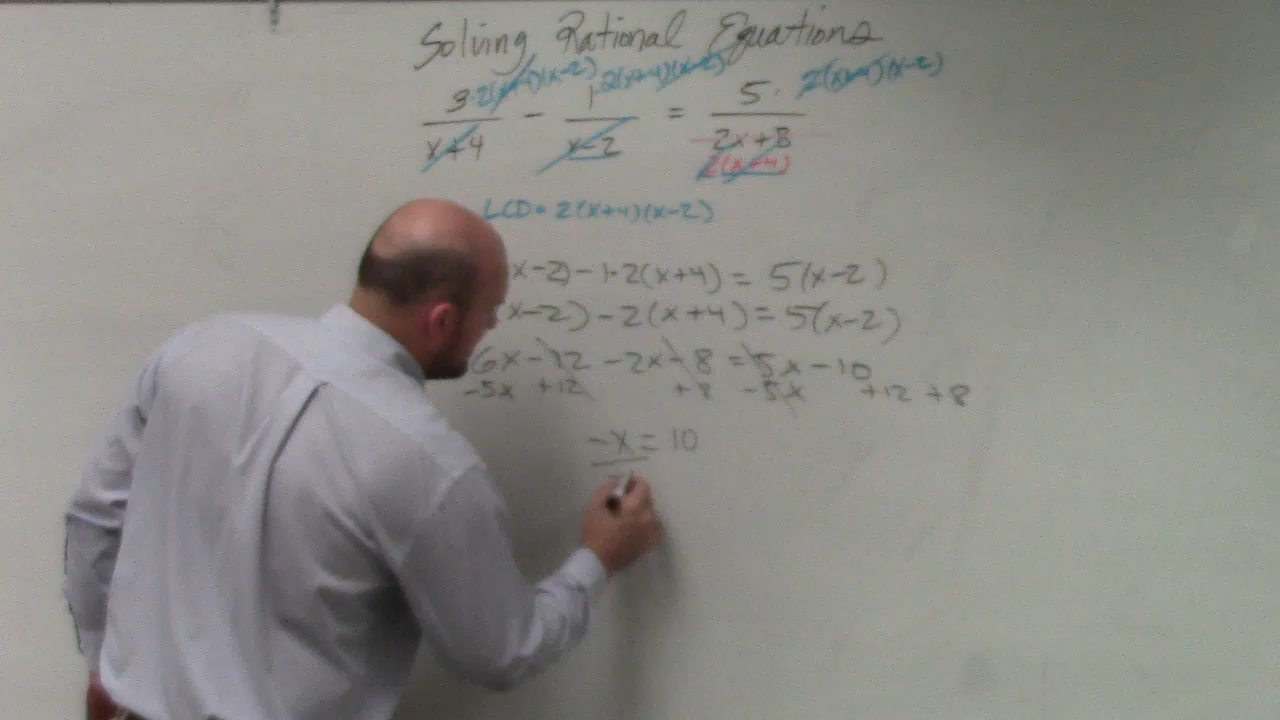 Solving Rational Equations
3·2(x+4)(x-2) 1 2(x+4)(x-2) 5· 2(x+4)(x-2)
x+4 - x-2 = 2x+8
2(x+4)
LCD = 2(x+4)(x-2)
x-2) - 1·2(x+4) = 5(x-2)
x-2) - 2(x+4) = 5(x-2)
6x - 12 - 2x - 8 = 5x - 10
-5x +12 +8 -5x +12 +8
-x = 10